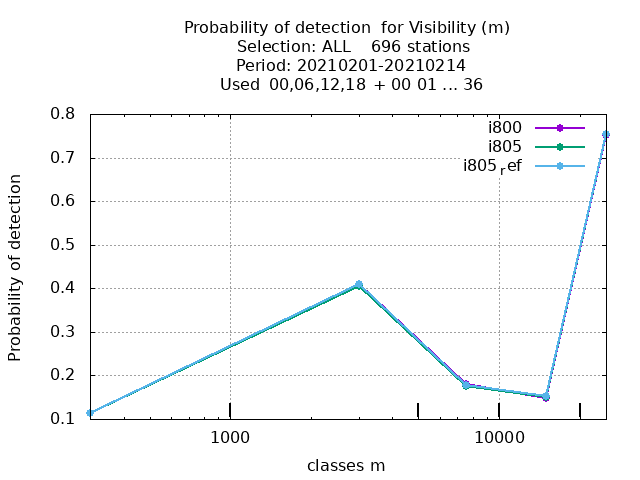 Probability of detection  for Visibility (m)
Selection: ALL    696 stations
Period: 20210201-20210214
Used  00,06,12,18  + 00 01 ... 36
0.8
0.7
0.6
0.5
0.4
0.3
0.2
0.1
Probability of detection
i800
i805
i805ref
1000
10000
classes m